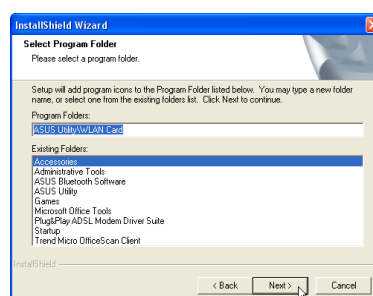 InstallShield Wizard
Select Program Folder
Please select a program folder.
Setup will add program icons to the Program Folder listed below. You may type a new folder
name, or select one from the existing folders list. Click Next to continue.
Program Folders:
ASUS Utility\WLAN Card
Existing Folders:
Accessories
Administrative Tools
ASUS Bluetooth Software
ASUS Utility
Games
Microsoft Office Tools
Plug&Play ADSL Modem Driver Suite
Startup
Trend Micro OfficeScan Client
InstallShield
< Back
Next >
Cancel